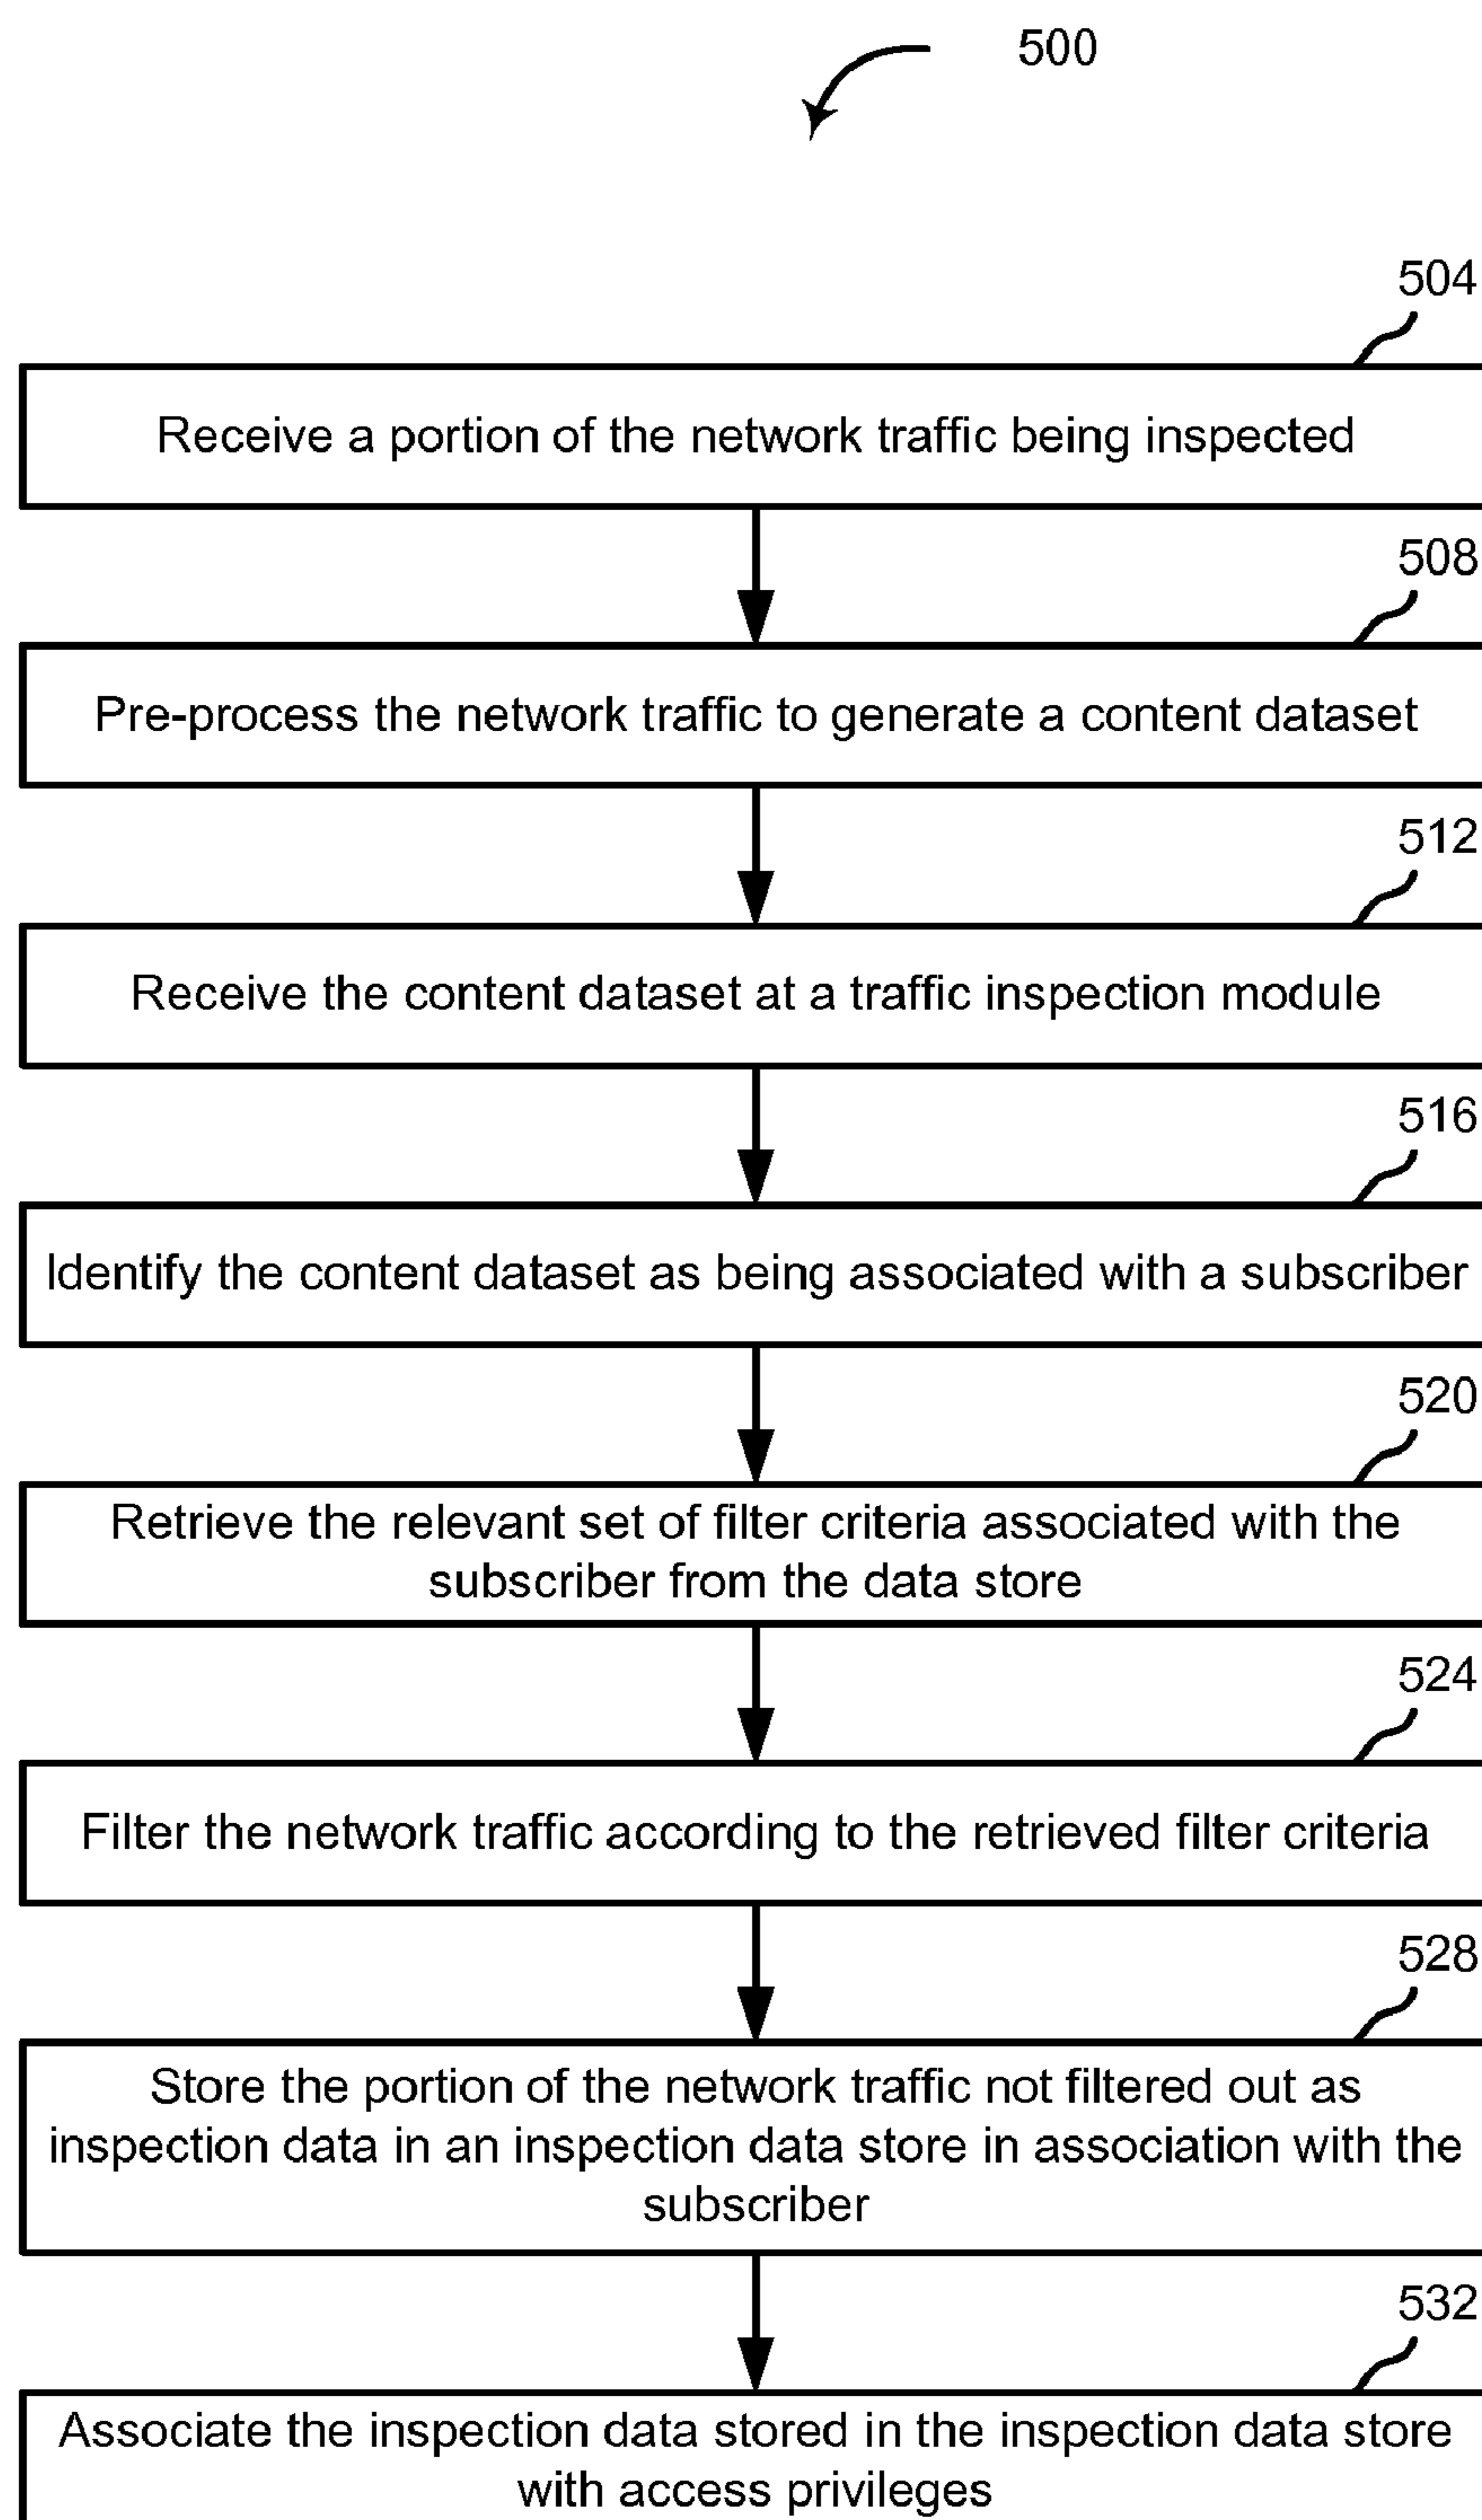 500
504
Receive a portion of the network traffic being inspected
508
Pre-process the network traffic to generate a content dataset
512
Receive the content dataset at a traffic inspection module
516
Identify the content dataset as being associated with a subscriber
520
Retrieve the relevant set of filter criteria associated with the
subscriber from the data store
524
Filter the network traffic according to the retrieved filter criteria
528
Store the portion of the network traffic not filtered out as
inspection data in an inspection data store in association with the
subscriber
532
Associate the inspection data stored in the inspection data store
with access privileges